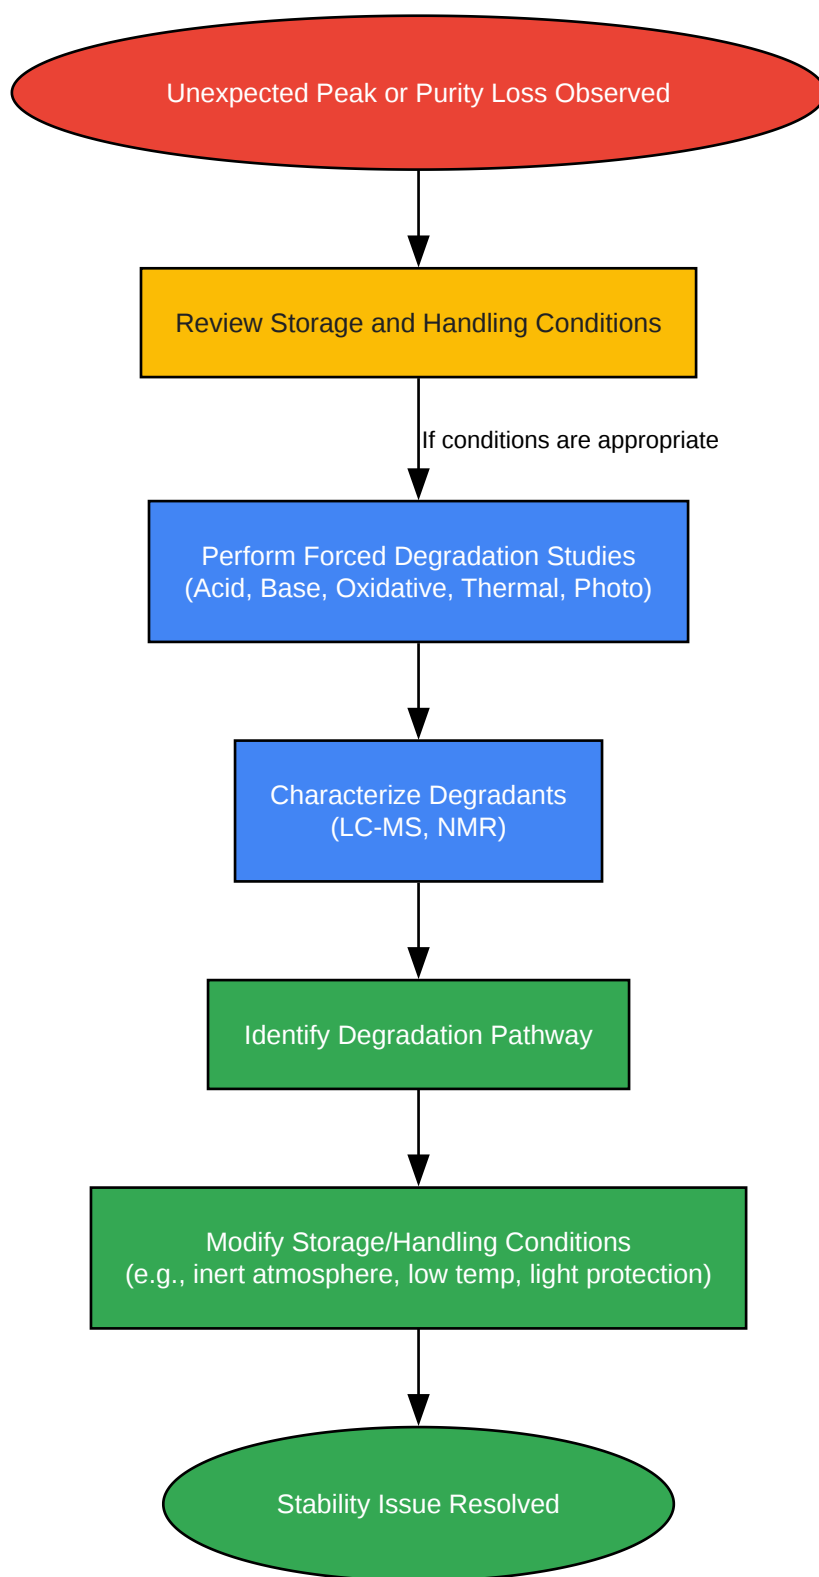 Unexpected Peak or Purity Loss Observed
Review Storage and Handling Conditions
If conditions are appropriate
Perform Forced Degradation Studies
(Acid, Base, Oxidative, Thermal, Photo)
Characterize Degradants
(LC-MS, NMR)
Identify Degradation Pathway
Modify Storage/Handling Conditions
(e.g., inert atmosphere, low temp, light protection)
Stability Issue Resolved